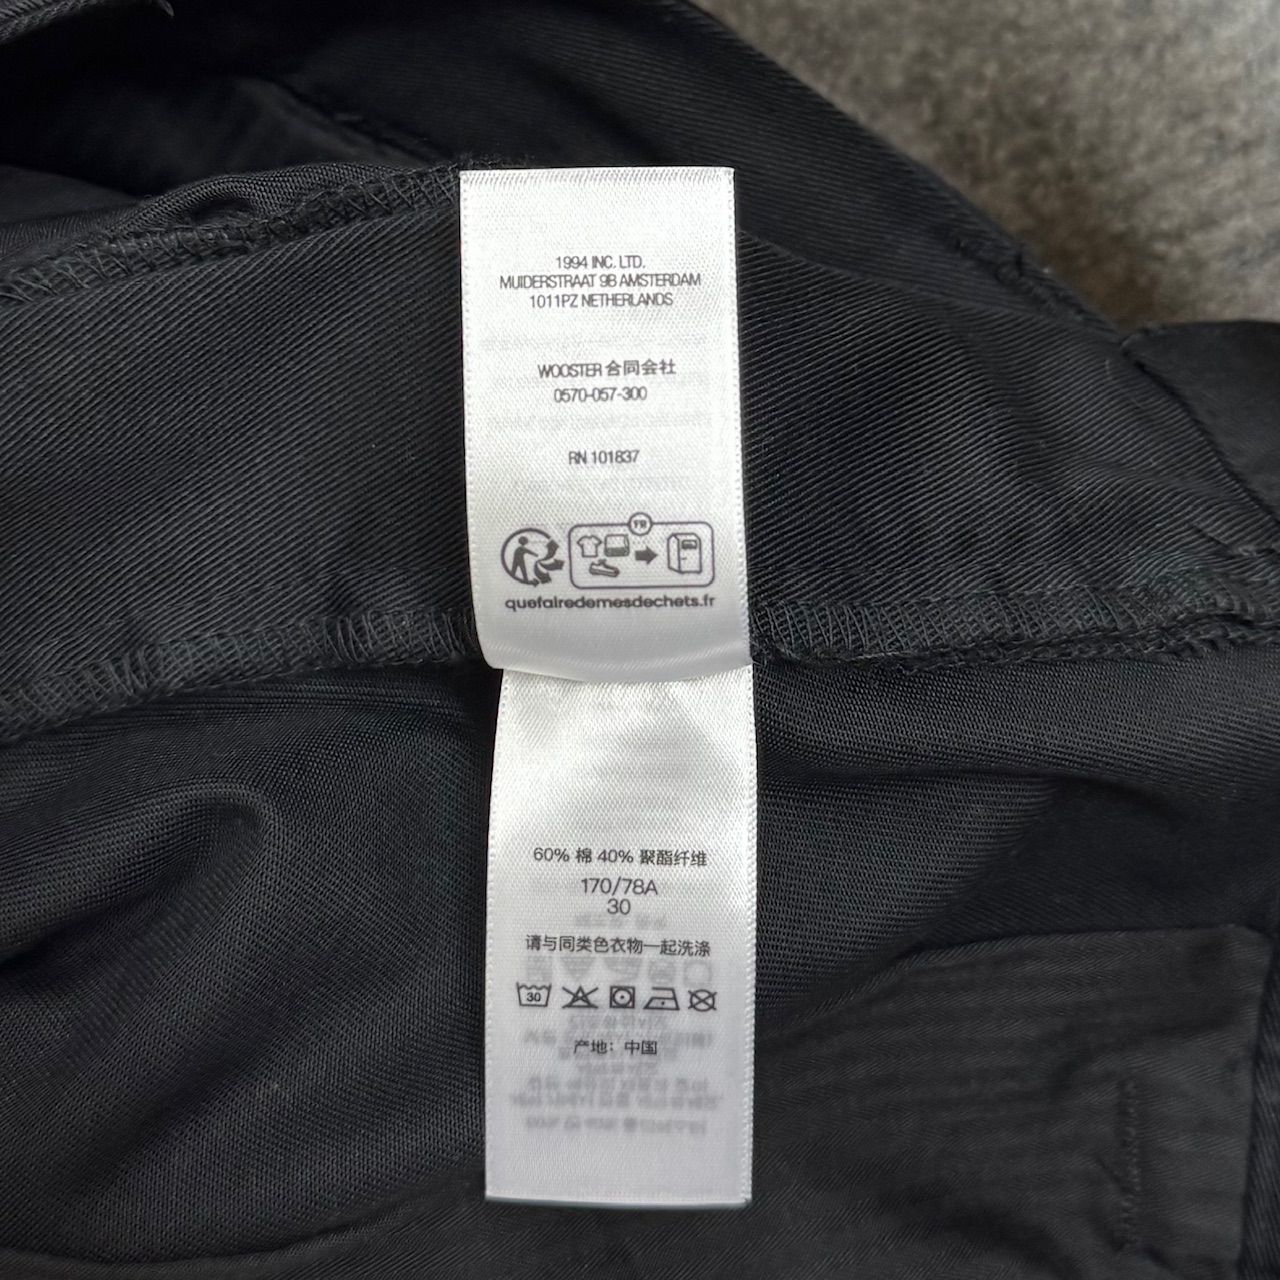 1994 INC. LTD.
MUIDERSTRAAT 9B AMSTERDAM
1011PZ NETHERLANDS
WOOSTER 合同会社
0570-057-300
RN 101837
FR
quefairedemesdechets.fr
60% 棉 40% 聚酯纤维
170/78A
30
请与同类色衣物一起洗涤
30
产地: 中国